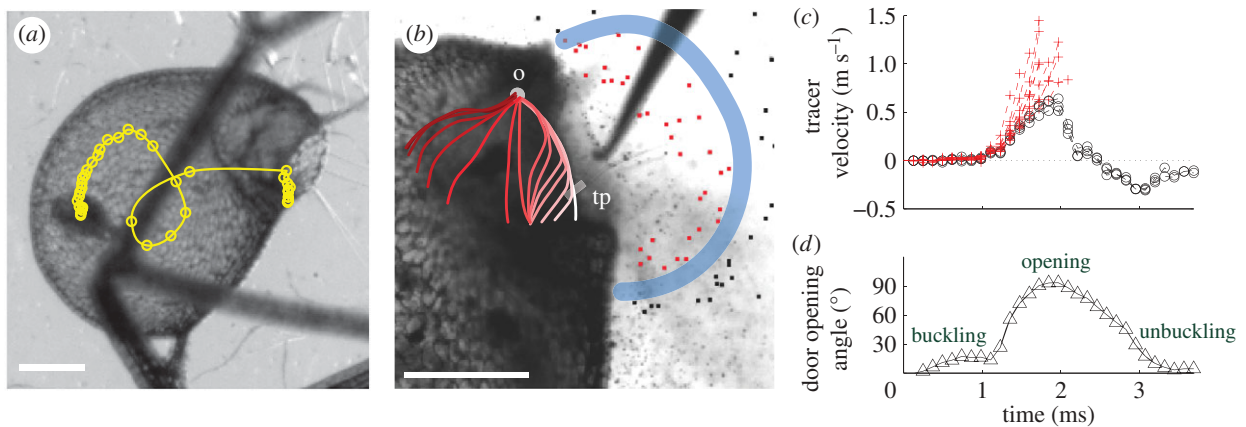 (a)
(b)
o
tp
(c)
tracer
velocity (m s⁻¹)
1.5
1.0
0.5
0
−0.5
(d)
door opening
angle (°)
90
60
30
0
buckling
opening
unbuckling
1
2
3
time (ms)